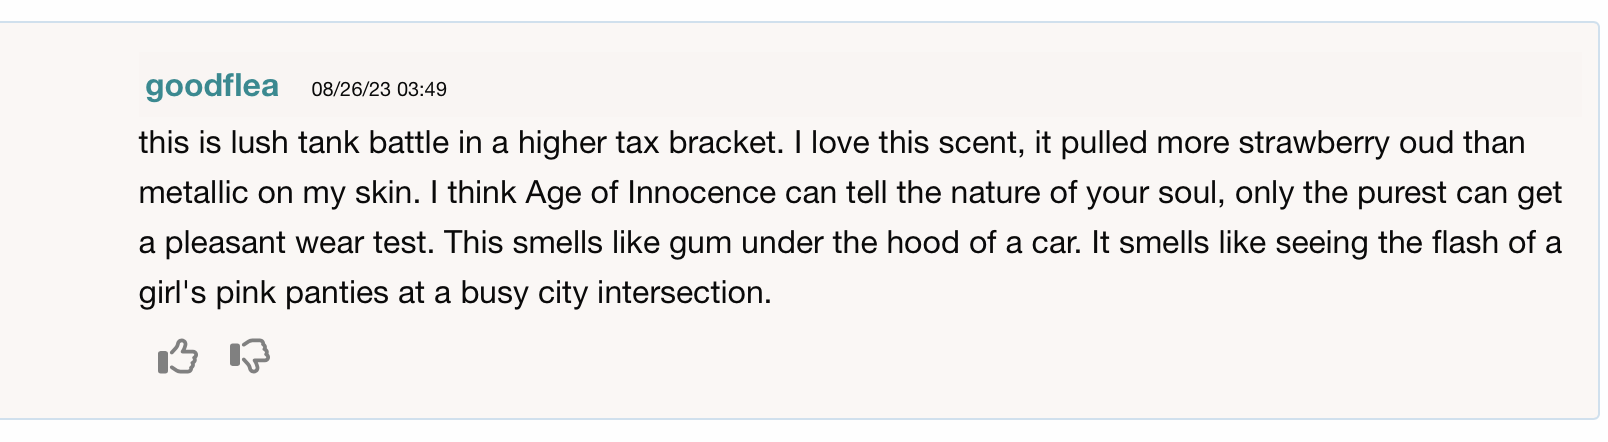 goodflea 08/26/23 03:49
this is lush tank battle in a higher tax bracket. I love this scent, it pulled more strawberry oud than
metallic on my skin. I think Age of Innocence can tell the nature of your soul, only the purest can get
a pleasant wear test. This smells like gum under the hood of a car. It smells like seeing the flash of a
girl's pink panties at a busy city intersection.